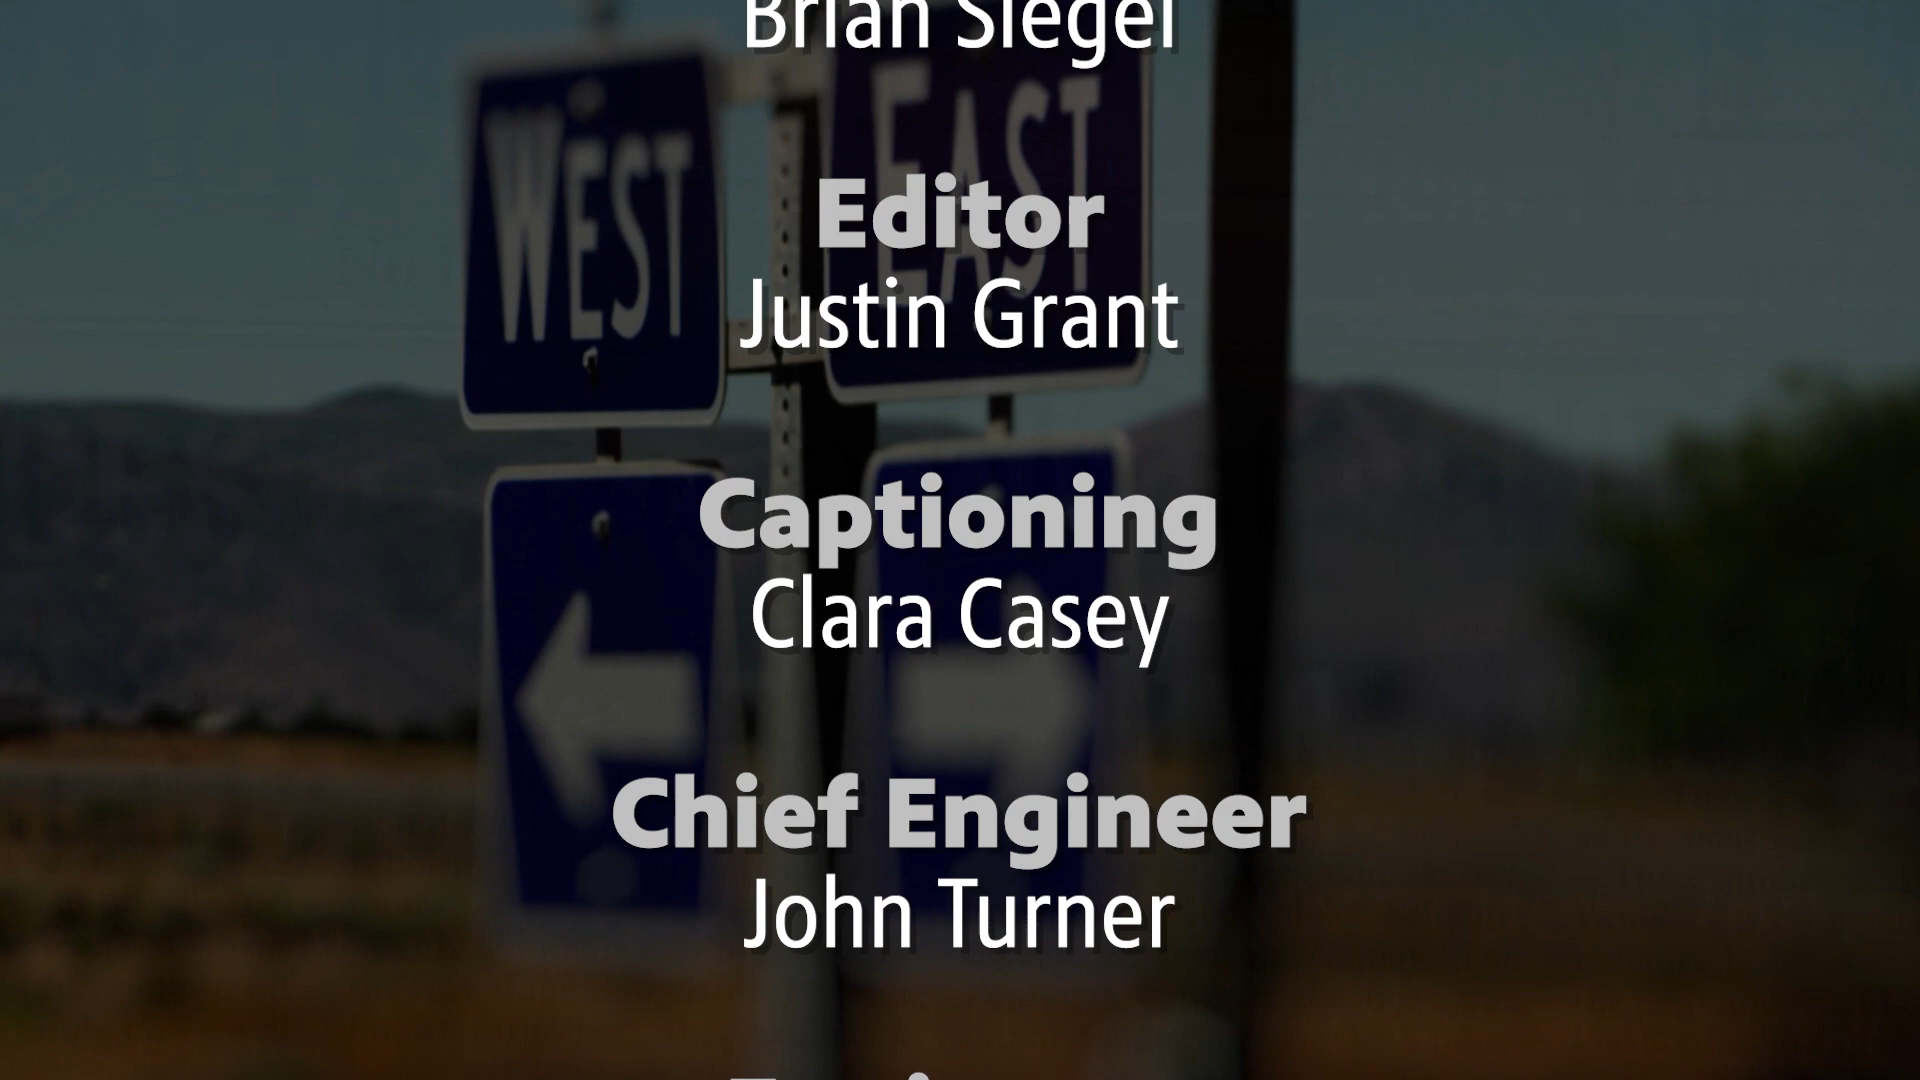 Brian Siegel
WEST
EAST
Editor
Justin Grant
Captioning
Clara Casey
Chief Engineer
John Turner